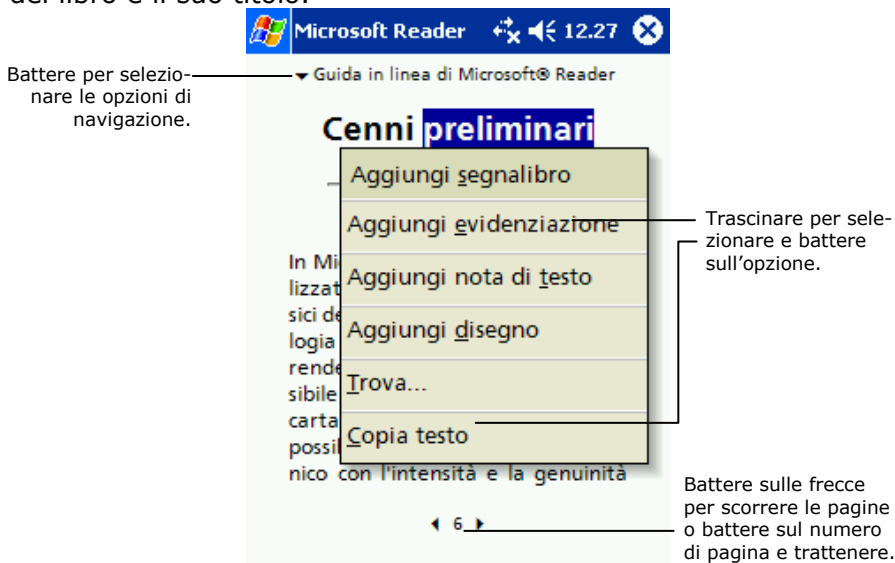 del libro e il suo titolo.
Microsoft Reader 12.27
Battere per selezio-
nare le opzioni di
navigazione.
Guida in linea di Microsoft® Reader
Cenni preliminari
Aggiungi segnalibro
Aggiungi evidenziazione
Aggiungi nota di testo
Aggiungi disegno
Trova...
Copia testo
Trascinare per sele-
zionare e battere
sull'opzione.
In Mi
lizzat
sici de
logia
rende
sibile
carta
nico con l'intensità e la genuinità
6
Battere sulle frecce
per scorrere le pagine
o battere sul numero
di pagina e trattenere.